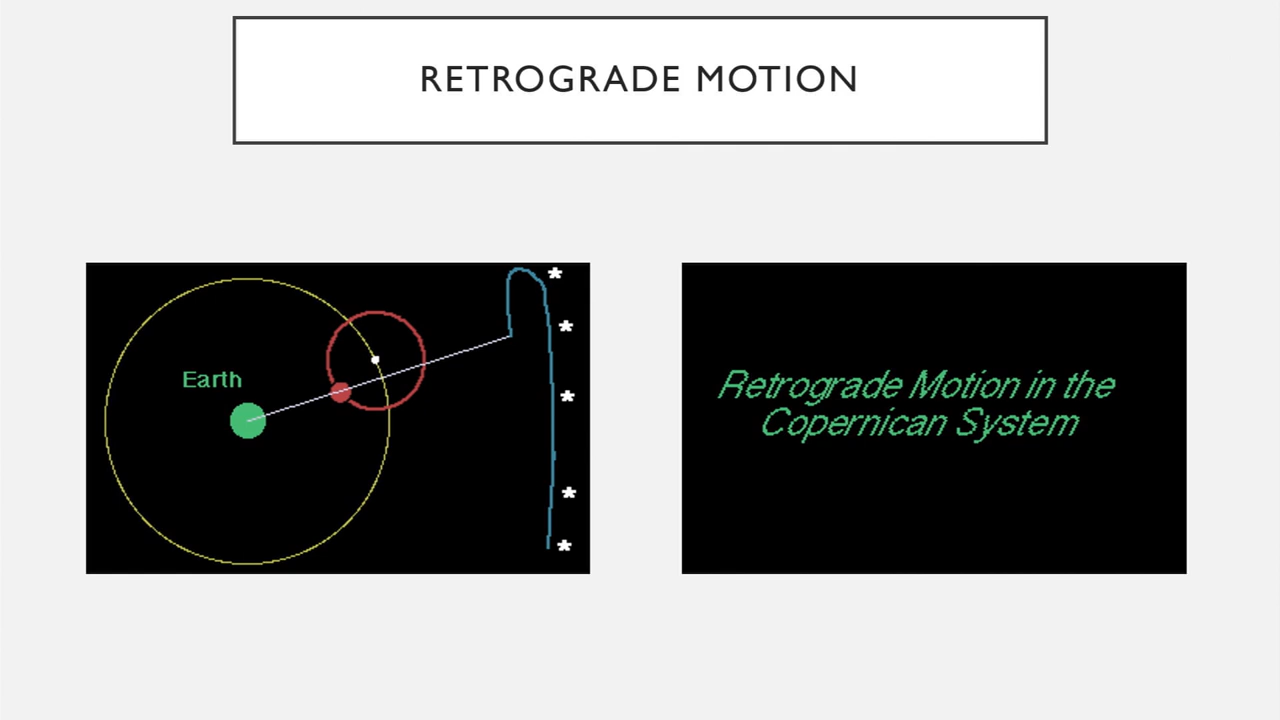 RETROGRADE MOTION
Earth
*
*
*
*
*
Retrograde Motion in the
Copernican System